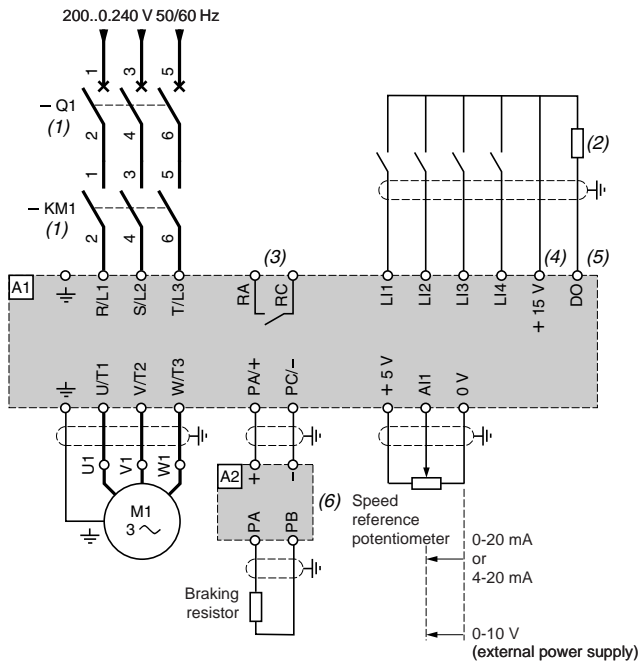 200..0.240 V 50/60 Hz
1 3 5
– Q1
(1)
2 4 6
1 3 5
– KM1
(1)
2 4 6
(2)
(3)
(4)
(5)
A1
R/L1
S/L2
T/L3
RA
RC
LI1
LI2
LI3
LI4
+ 15 V
DO
U/T1
V/T2
W/T3
PA/+
PC/–
+ 5 V
AI1
0 V
U1
V1
W1
M1
3
A2
+
–
(6)
PA
PB
Braking
resistor
Speed
reference
potentiometer
0-20 mA
or
4-20 mA
0-10 V
(external power supply)